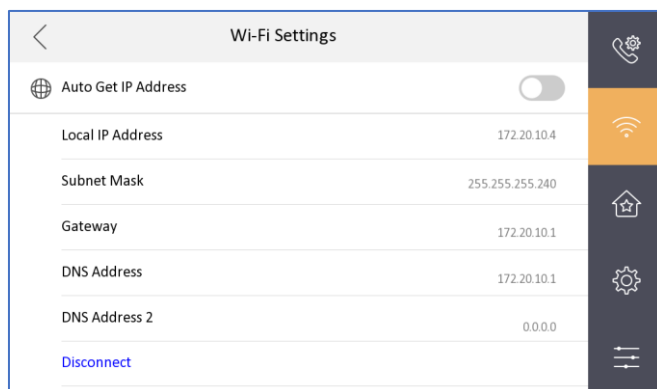 Wi-Fi Settings
Auto Get IP Address
Local IP Address 172.20.10.4
Subnet Mask 255.255.255.240
Gateway 172.20.10.1
DNS Address 172.20.10.1
DNS Address 2 0.0.0.0
Disconnect